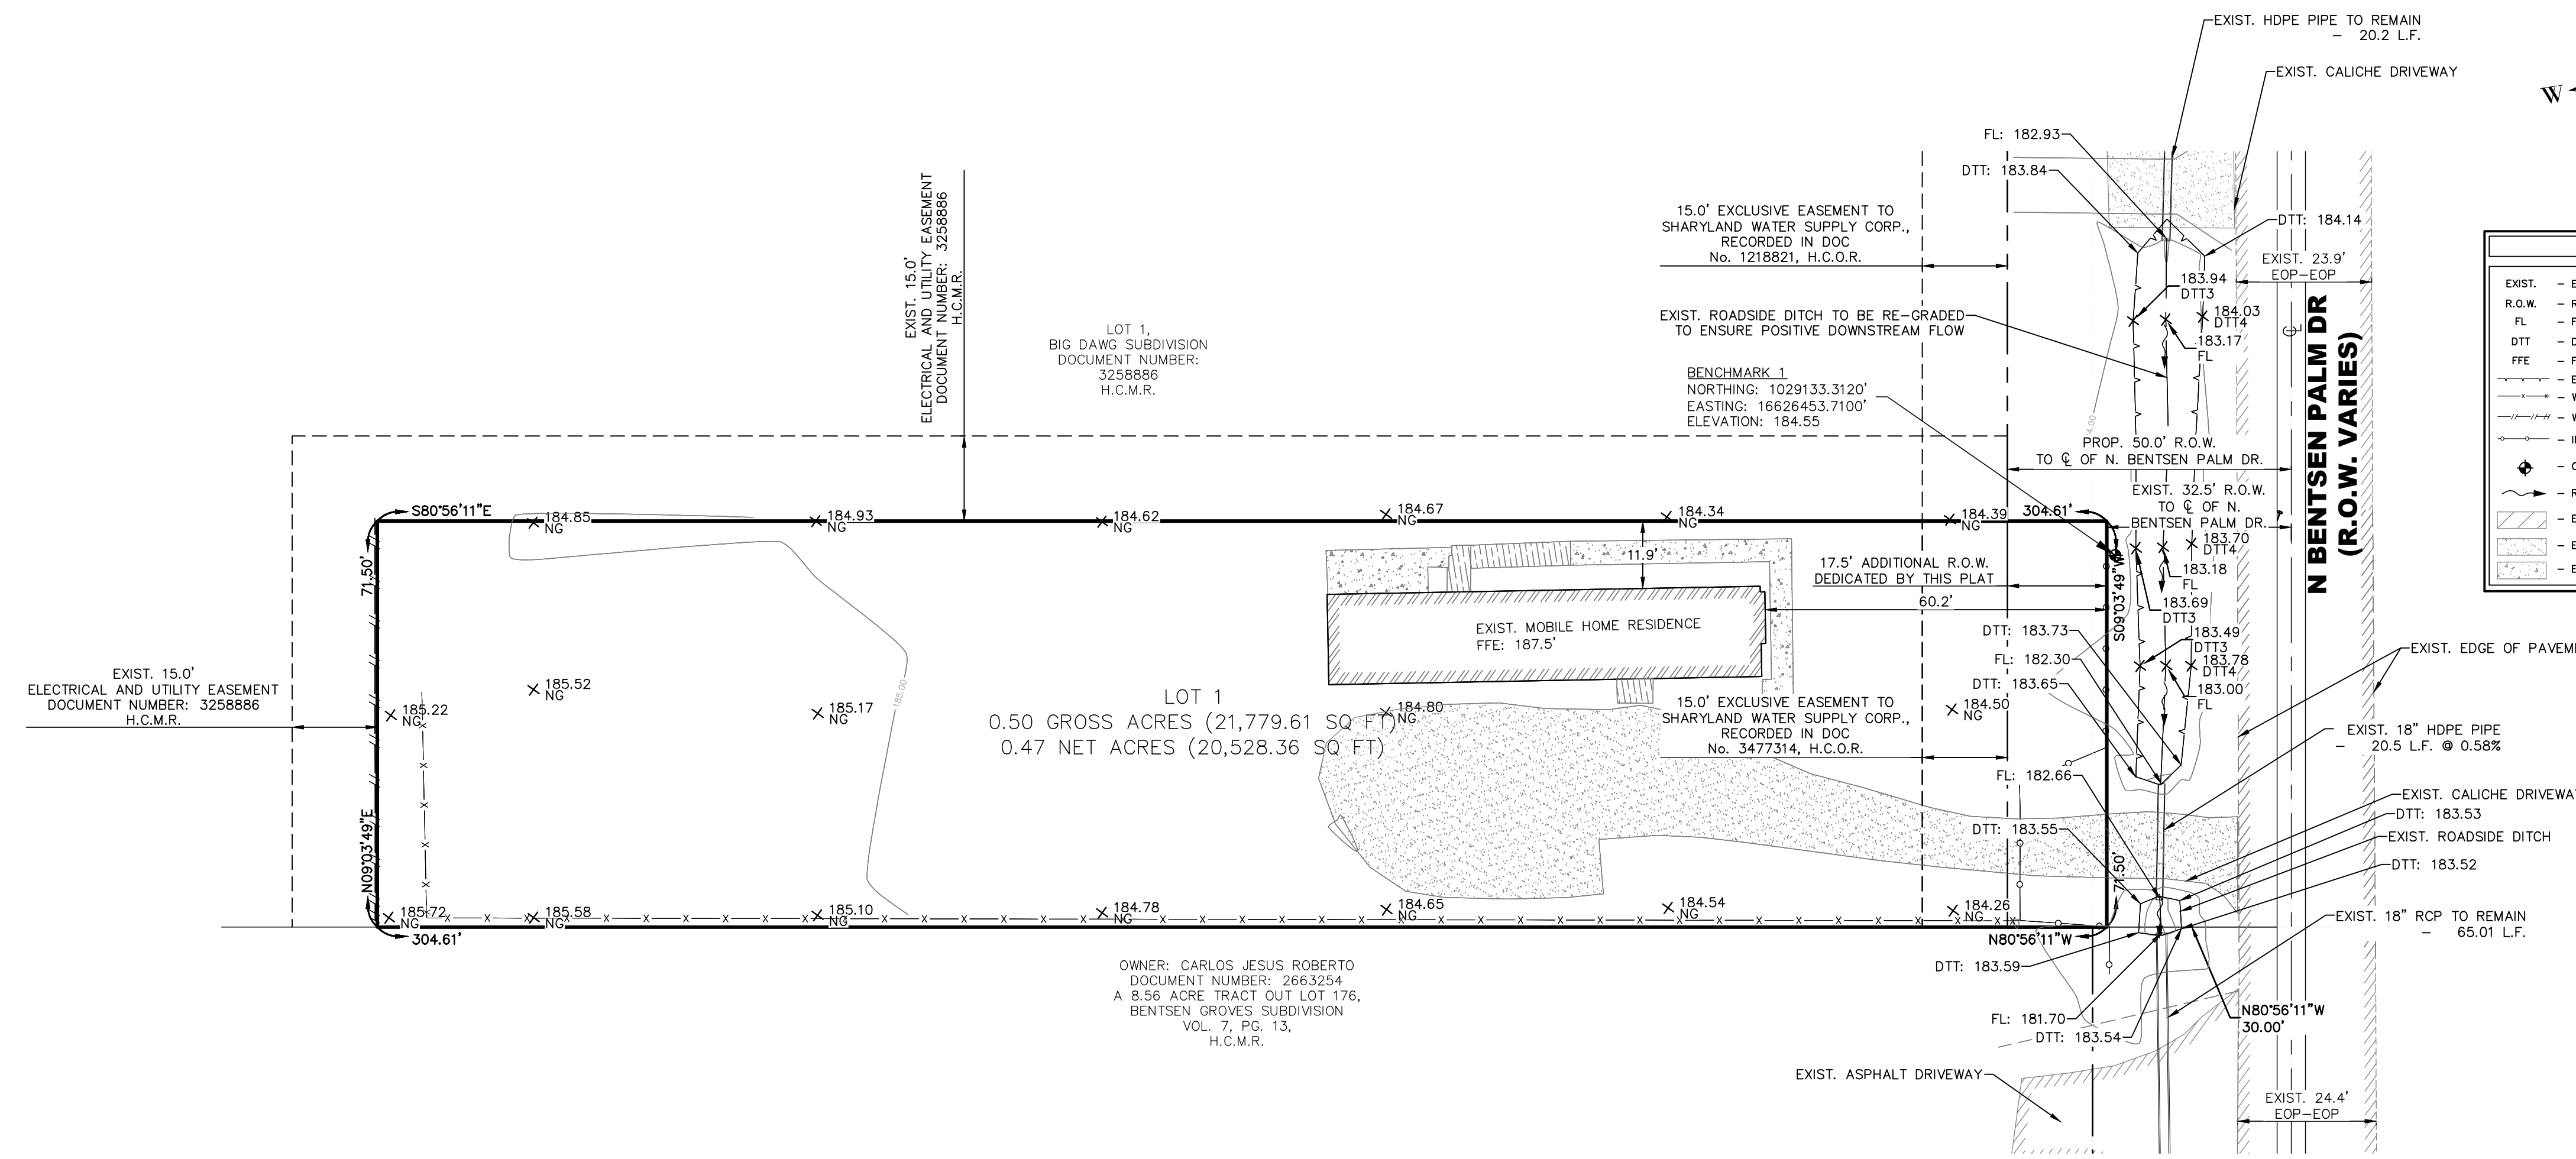 EXIST. HDPE PIPE TO REMAIN
- 20.2 L.F.
EXIST. CALICHE DRIVEWAY
W
FL: 182.93
DTT: 183.84
DTT: 184.14
15.0' EXCLUSIVE EASEMENT TO
SHARYLAND WATER SUPPLY CORP.,
RECORDED IN DOC
No. 1218821, H.C.O.R.
EXIST. 23.9'
EOP-EOP
183.94
DTT3
184.03
DTT4
183.17
FL
EXIST. ROADSIDE DITCH TO BE RE-GRADED
TO ENSURE POSITIVE DOWNSTREAM FLOW
EXIST. 15.0'
ELECTRICAL AND UTILITY EASEMENT
DOCUMENT NUMBER: 3258886
H.C.M.R.
LOT 1,
BIG DAWG SUBDIVISION
DOCUMENT NUMBER:
3258886
H.C.M.R.
BENCHMARK 1
NORTHING: 1029133.3120'
EASTING: 16626453.7100'
ELEVATION: 184.55
N BENTSEN PALM DR
(R.O.W. VARIES)
EXIST.
R.O.W.
FL
DTT
FFE
4.00
PROP. 50.0' R.O.W.
TO ℄ OF N. BENTSEN PALM DR.
EXIST. 32.5' R.O.W.
TO ℄ OF N.
BENTSEN PALM DR.
S80°56'11"E
184.85
NG
184.93
NG
184.62
NG
184.67
NG
184.34
NG
184.39
NG
304.61'
71.50'
11.9'
17.5' ADDITIONAL R.O.W.
DEDICATED BY THIS PLAT
60.2'
S09°03'49"W
183.70
DTT4
183.18
FL
183.69
DTT3
183.49
DTT3
183.78
DTT4
183.00
FL
EXIST. MOBILE HOME RESIDENCE
FFE: 187.5'
DTT: 183.73
FL: 182.30
DTT: 183.65
EXIST. EDGE OF PAVEM
EXIST. 15.0'
ELECTRICAL AND UTILITY EASEMENT
DOCUMENT NUMBER: 3258886
H.C.M.R.
185.22
NG
185.52
NG
185.17
NG
185.00
LOT 1
0.50 GROSS ACRES (21,779.61 SQ FT)
0.47 NET ACRES (20,528.36 SQ FT)
184.80
NG
15.0' EXCLUSIVE EASEMENT TO
SHARYLAND WATER SUPPLY CORP.,
RECORDED IN DOC
No. 3477314, H.C.O.R.
184.50
NG
EXIST. 18" HDPE PIPE
- 20.5 L.F. @ 0.58%
FL: 182.66
DTT: 183.55
EXIST. CALICHE DRIVEWA
DTT: 183.53
EXIST. ROADSIDE DITCH
DTT: 183.52
N09°03'49"E
71.50'
185.72
NG
185.58
NG
185.10
NG
184.78
NG
184.65
NG
184.54
NG
184.26
NG
304.61'
N80°56'11"W
EXIST. 18" RCP TO REMAIN
- 65.01 L.F.
DTT: 183.59
FL: 181.70
DTT: 183.54
N80°56'11"W
30.00'
OWNER: CARLOS JESUS ROBERTO
DOCUMENT NUMBER: 2663254
A 8.56 ACRE TRACT OUT LOT 176,
BENTSEN GROVES SUBDIVISION
VOL. 7, PG. 13,
H.C.M.R.
EXIST. ASPHALT DRIVEWAY
EXIST. 24.4'
EOP-EOP